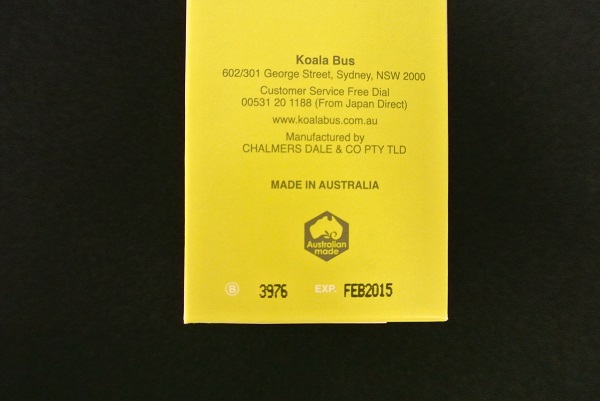 Koala Bus
602/301 George Street, Sydney, NSW 2000
Customer Service Free Dial
00531 20 1188 (From Japan Direct)
www.koalabus.com.au
Manufactured by
CHALMERS DALE & CO PTY TLD
MADE IN AUSTRALIA
Australian
made
B 3976 EXP. FEB2015